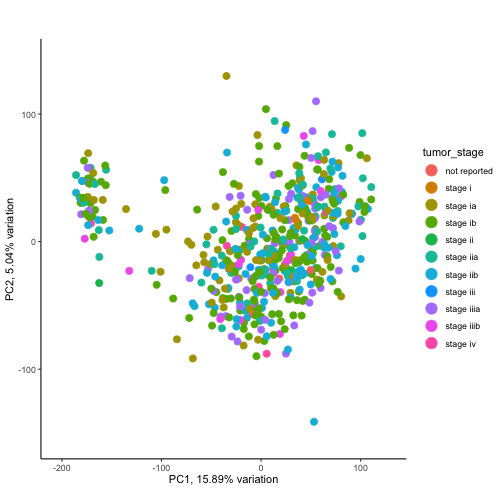 100
0
-100
-200
-100
0
100
PC1, 15.89% variation
PC2, 5.04% variation
tumor_stage
not reported
stage i
stage ia
stage ib
stage ii
stage iia
stage iib
stage iii
stage iiia
stage iiib
stage iv